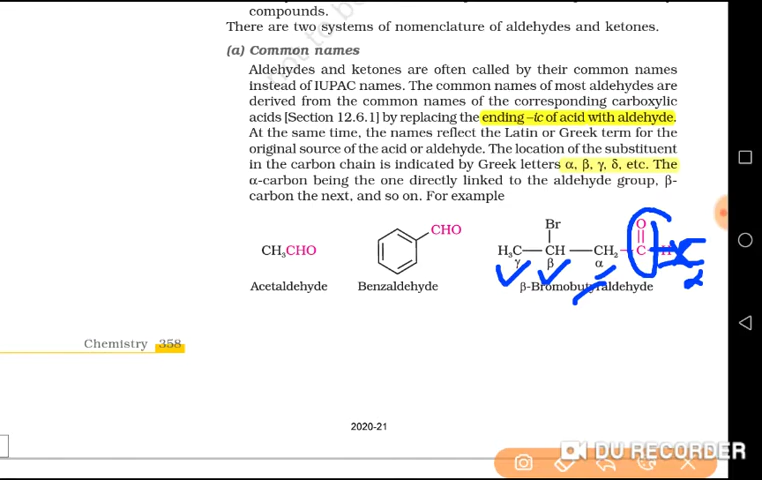 compounds.
There are two systems of nomenclature of aldehydes and ketones.
(a) Common names
Aldehydes and ketones are often called by their common names
instead of IUPAC names. The common names of most aldehydes are
derived from the common names of the corresponding carboxylic
acids [Section 12.6.1] by replacing the ending –ic of acid with aldehyde.
At the same time, the names reflect the Latin or Greek term for the
original source of the acid or aldehyde. The location of the substituent
in the carbon chain is indicated by Greek letters α, β, γ, δ, etc. The
α-carbon being the one directly linked to the aldehyde group, β-
carbon the next, and so on. For example
Br O
CH₃CHO CHO H₃C—CH—CH₂—C—H
γ β α α
Acetaldehyde Benzaldehyde β-Bromobutyraldehyde
Chemistry 358
2020-21
DU RECORDER